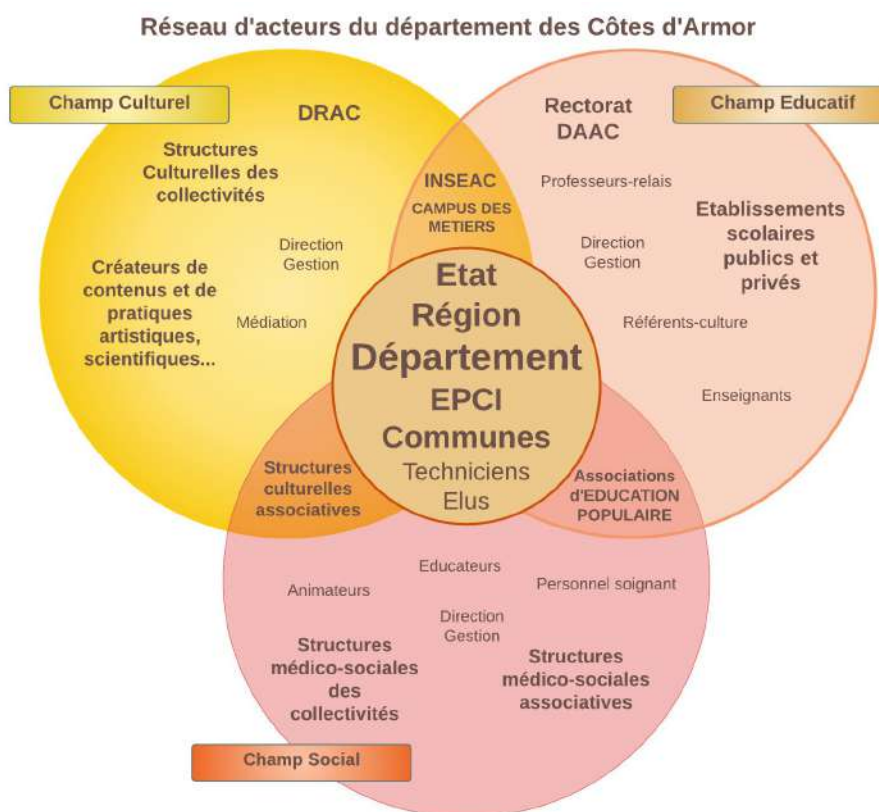 Réseau d'acteurs du département des Côtes d'Armor
Champ Culturel
DRAC
Structures
Culturelles des
collectivités
Créateurs de
contenus et de
pratiques
artistiques,
scientifiques...
Direction
Gestion
Médiation
INSEAC
CAMPUS DES
METIERS
Rectorat
DAAC
Champ Educatif
Professeurs-relais
Etablissements
scolaires
publics et
privés
Direction
Gestion
Référents-culture
Enseignants
Etat
Région
Département
EPCI
Communes
Techniciens
Elus
Structures
culturelles
associatives
Associations
d'EDUCATION
POPULAIRE
Educateurs
Animateurs
Personnel soignant
Direction
Gestion
Structures
médico-sociales
des
collectivités
Structures
médico-sociales
associatives
Champ Social